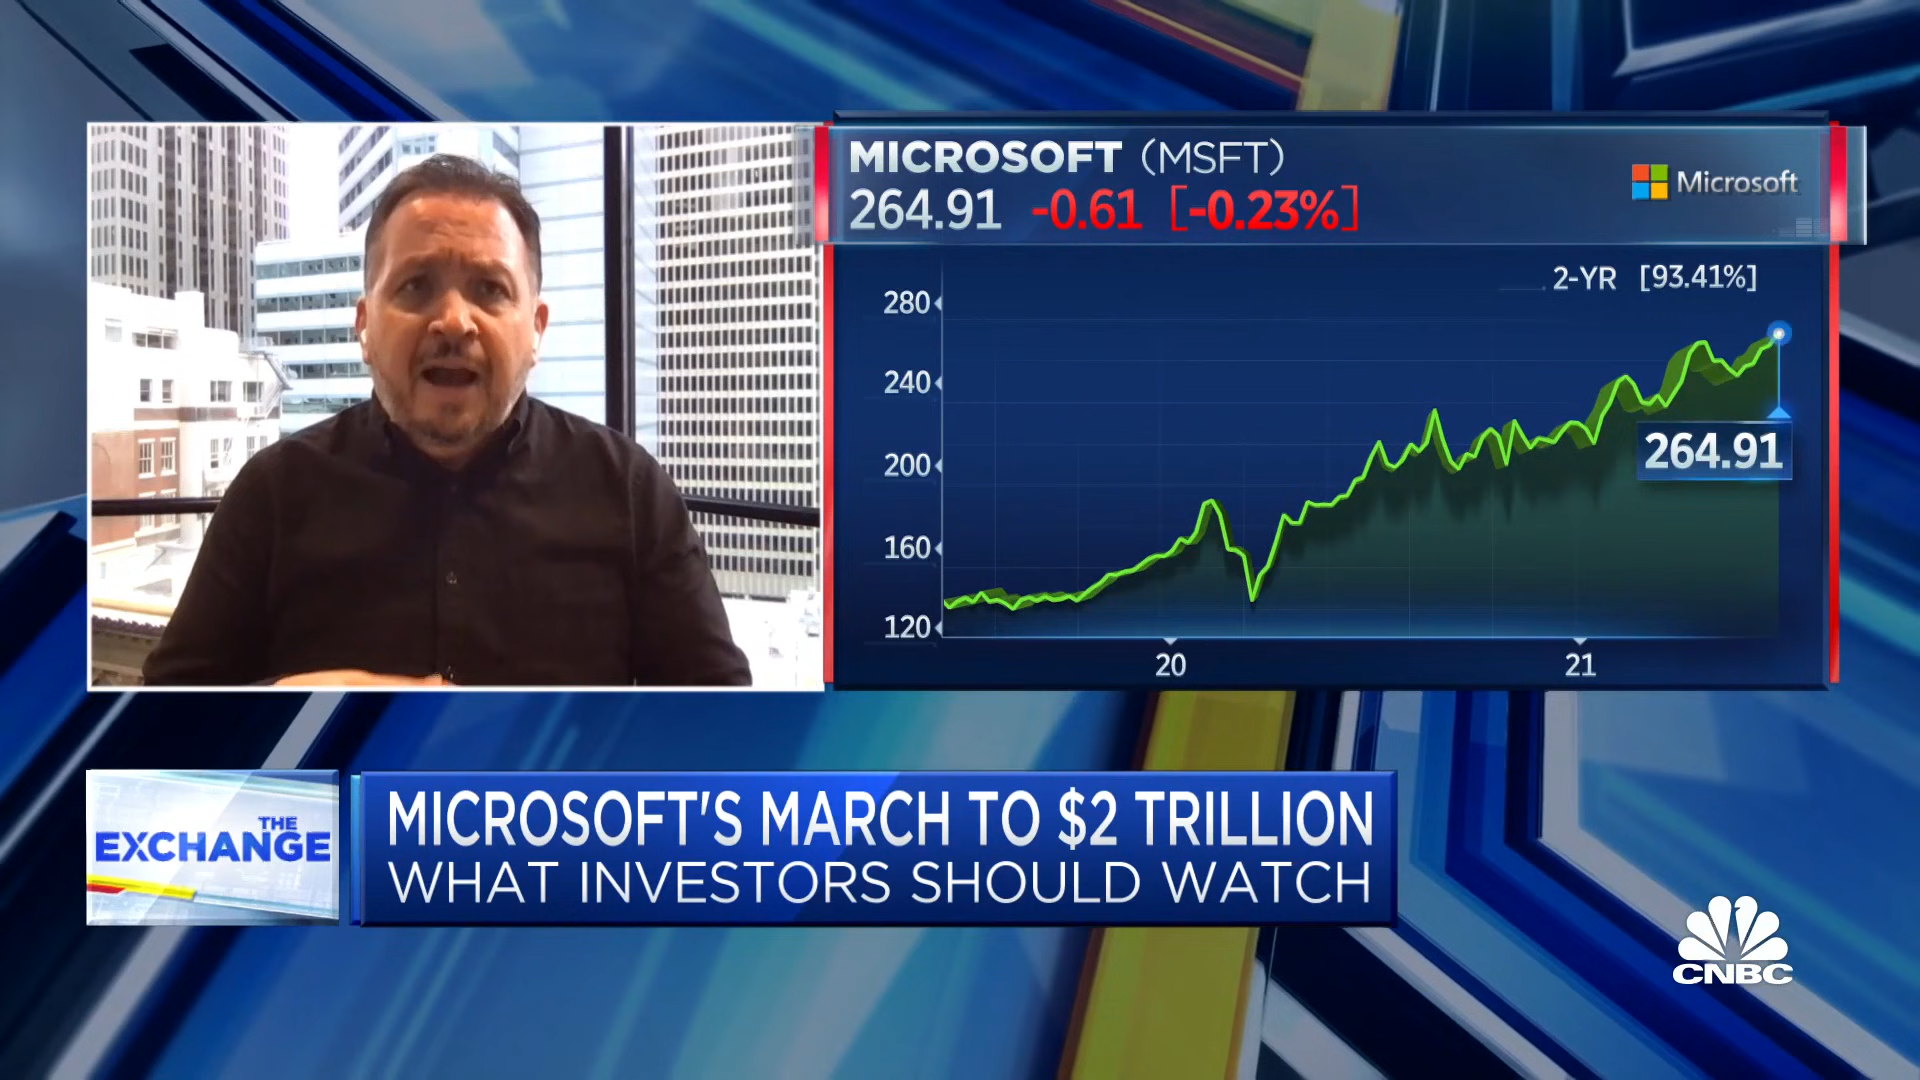 MICROSOFT (MSFT)
264.91 -0.61 [-0.23%]
Microsoft
2-YR [93.41%]
280
240
200
160
120
264.91
20
21
THE
EXCHANGE
MICROSOFT'S MARCH TO $2 TRILLION
WHAT INVESTORS SHOULD WATCH
CNBC